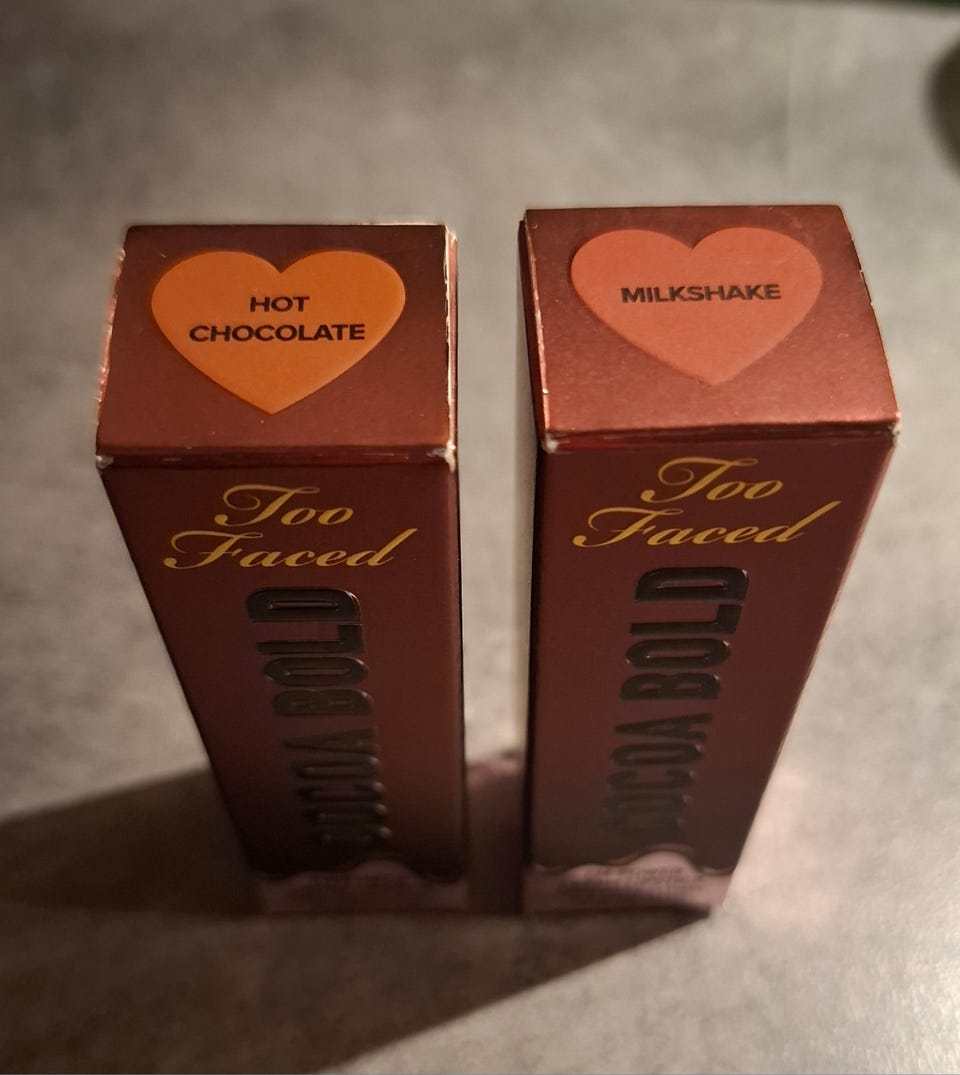 HOT
CHOCOLATE
Too
Faced
COCOA BOLD
MILKSHAKE
Too
Faced
COCOA BOLD